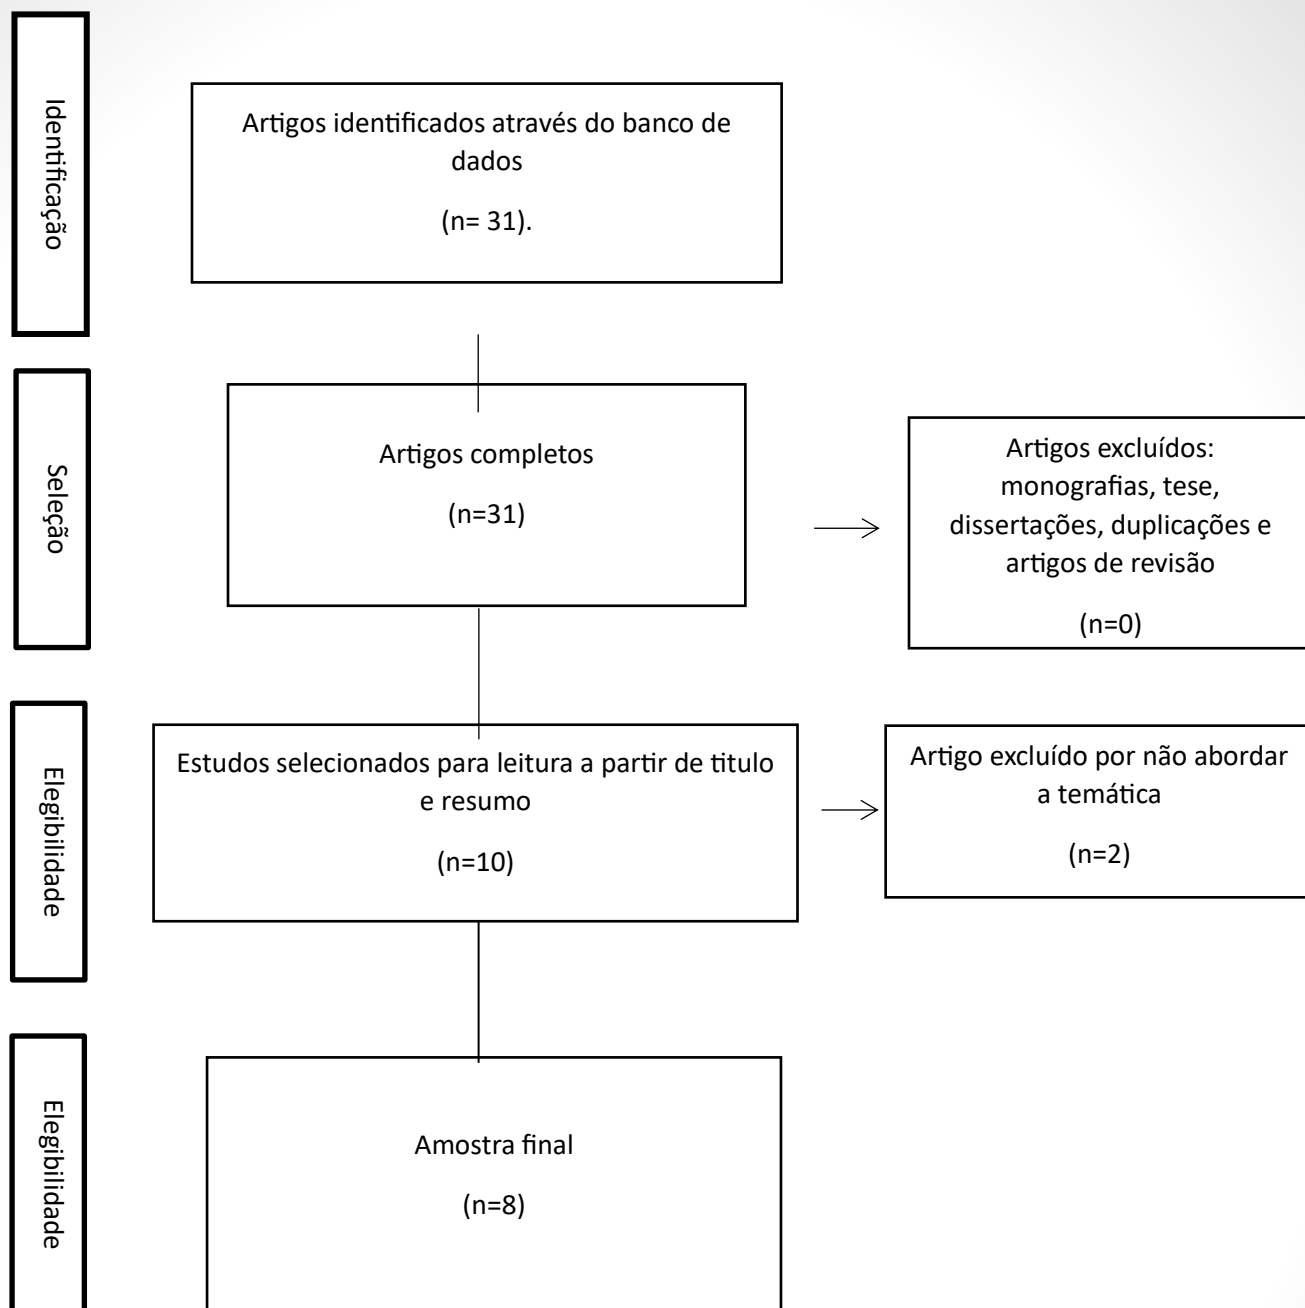 Identificação
Artigos identificados através do banco de
dados
(n= 31).
Seleção
Artigos completos
(n=31)
Artigos excluídos:
monografias, tese,
dissertações, duplicações e
artigos de revisão
(n=0)
Elegibilidade
Estudos selecionados para leitura a partir de titulo
e resumo
(n=10)
Artigo excluído por não abordar
a temática
(n=2)
Elegibilidade
Amostra final
(n=8)